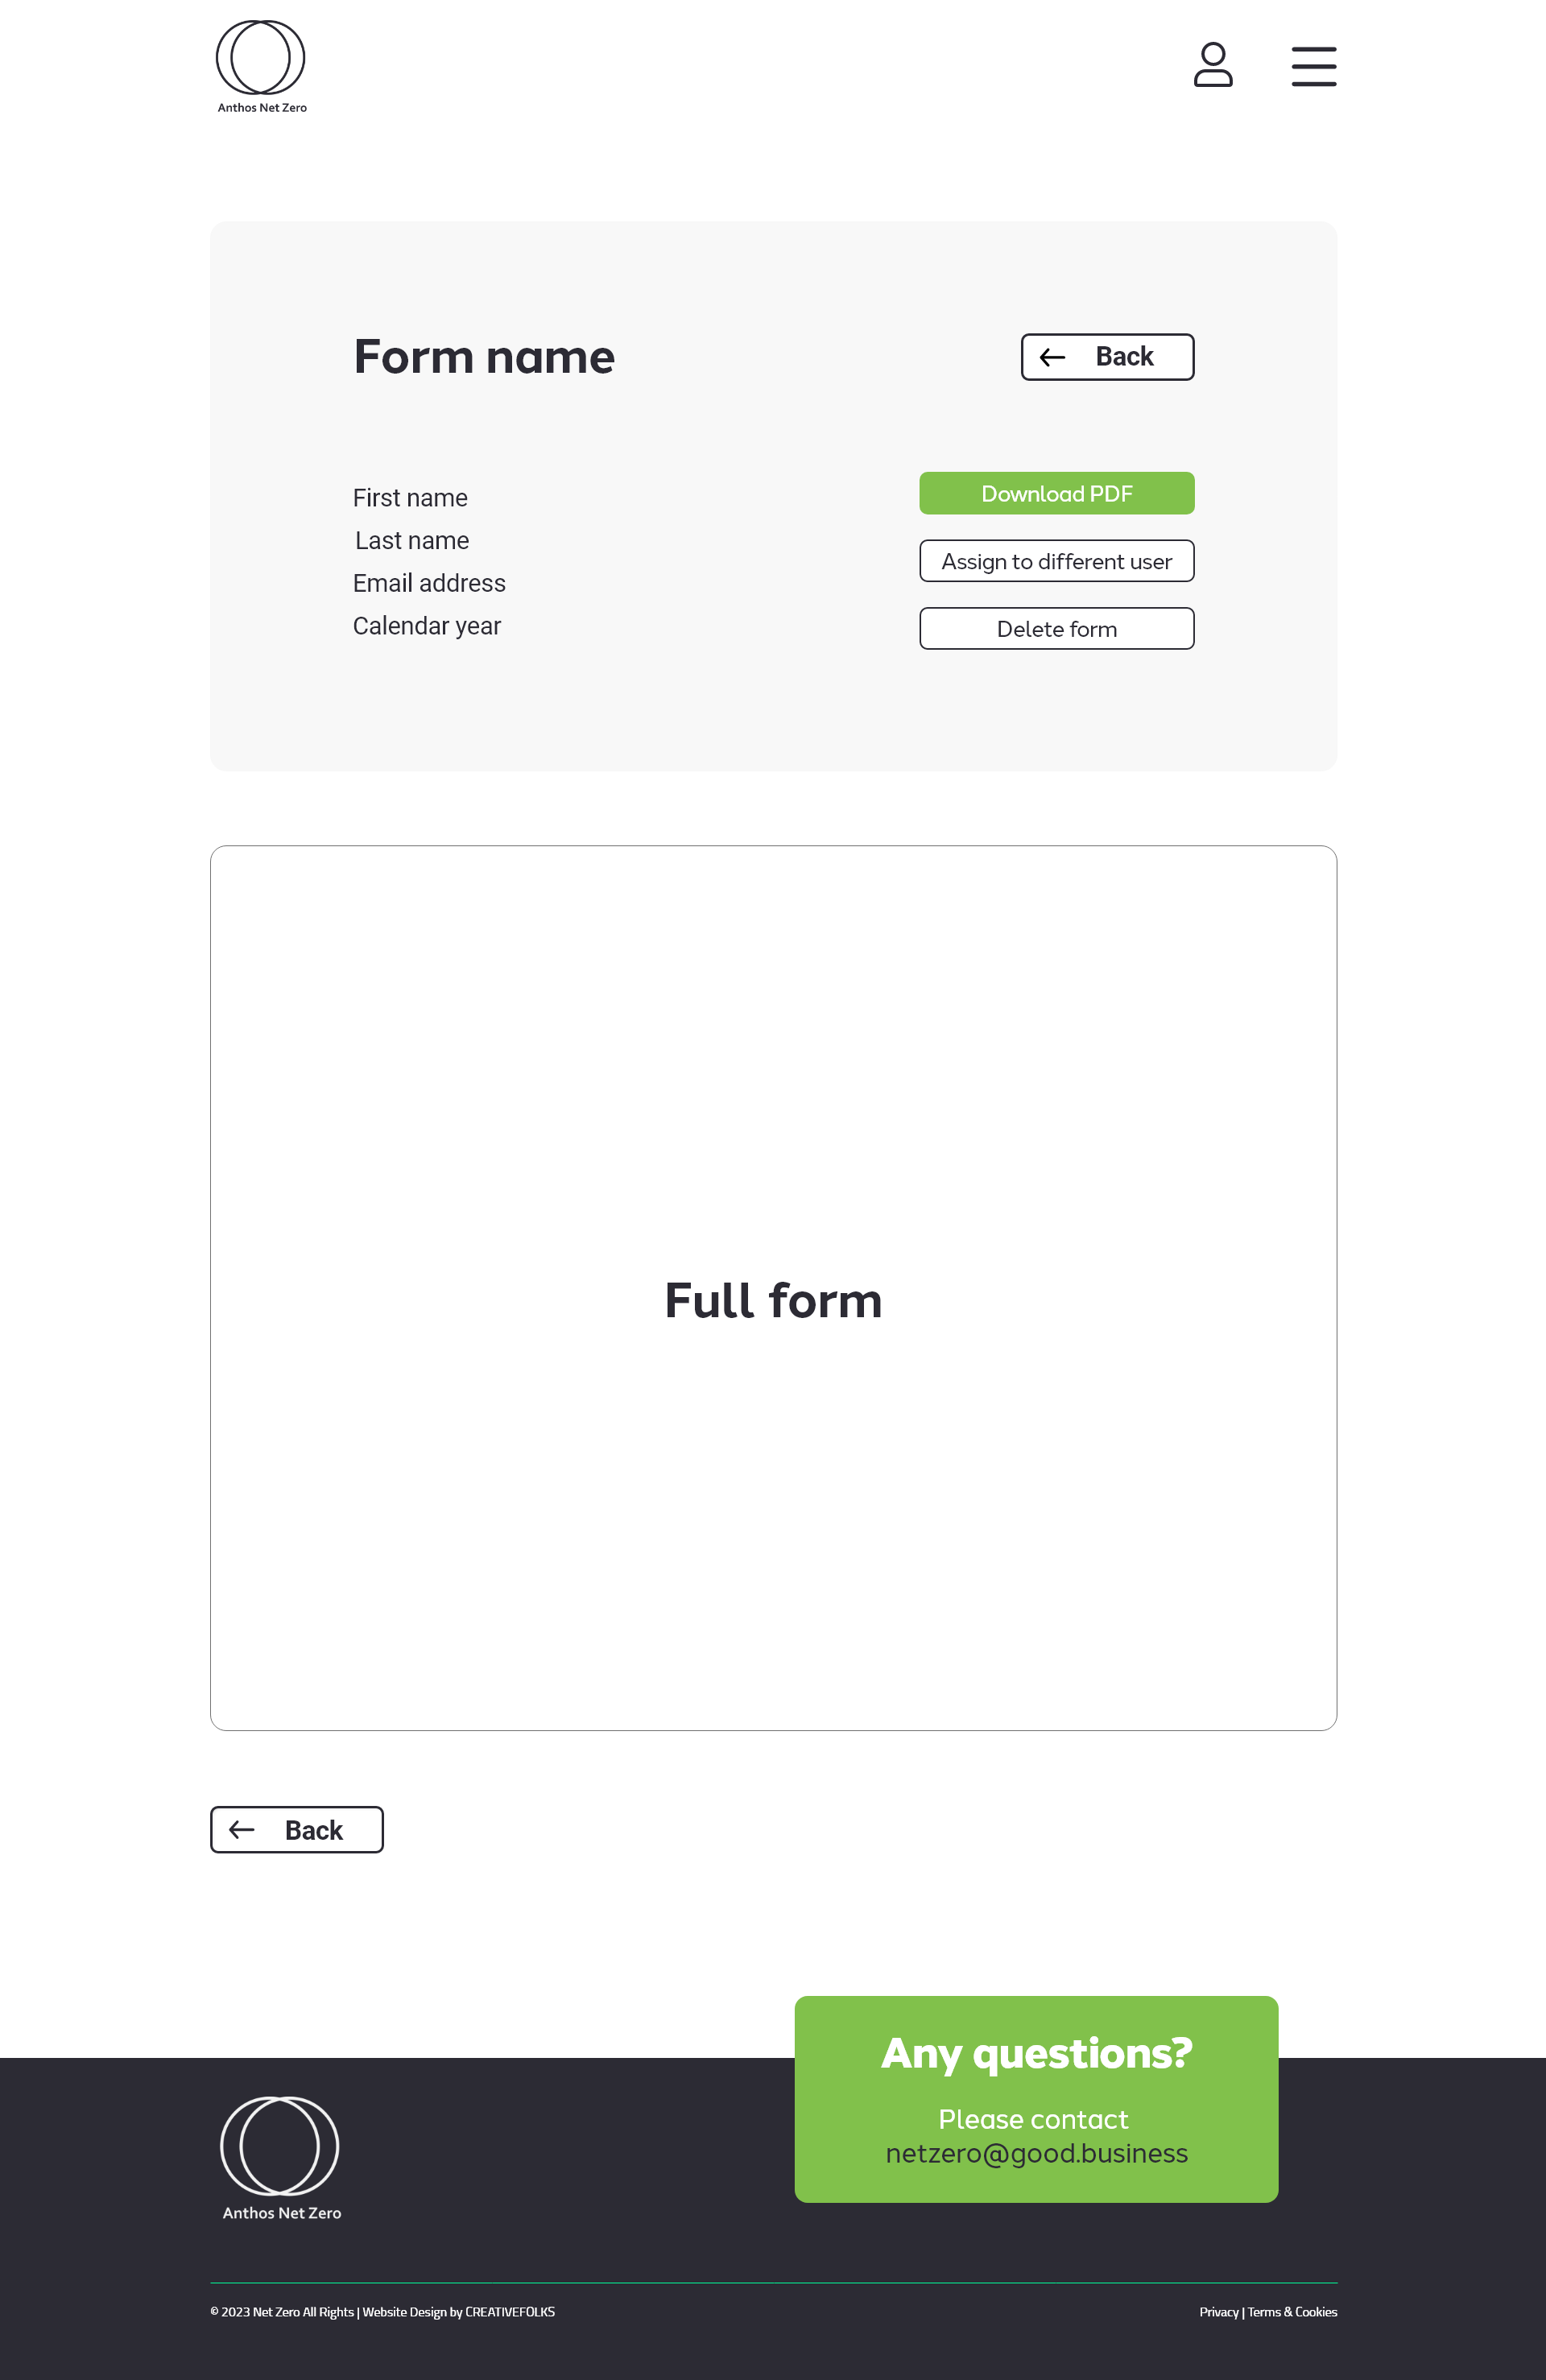 Anthos Net Zero
Form name
Back
First name
Last name
Email address
Calendar year
Download PDF
Assign to different user
Delete form
Full form
Back
Any questions?
Please contact
netzero@good.business
Anthos Net Zero
© 2023 Net Zero All Rights | Website Design by CREATIVEFOLKS
Privacy | Terms & Cookies